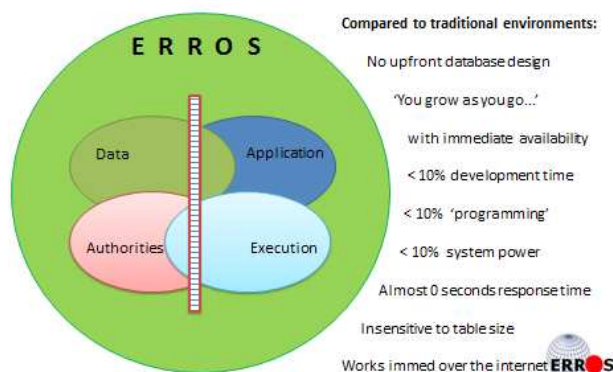 E R R O S
Data
Application
Authorities
Execution
Compared to traditional environments:
No upfront database design
'You grow as you go...'
with immediate availability
< 10% development time
< 10% 'programming'
< 10% system power
Almost 0 seconds response time
Insensitive to table size
Works immed over the internet
ERROS